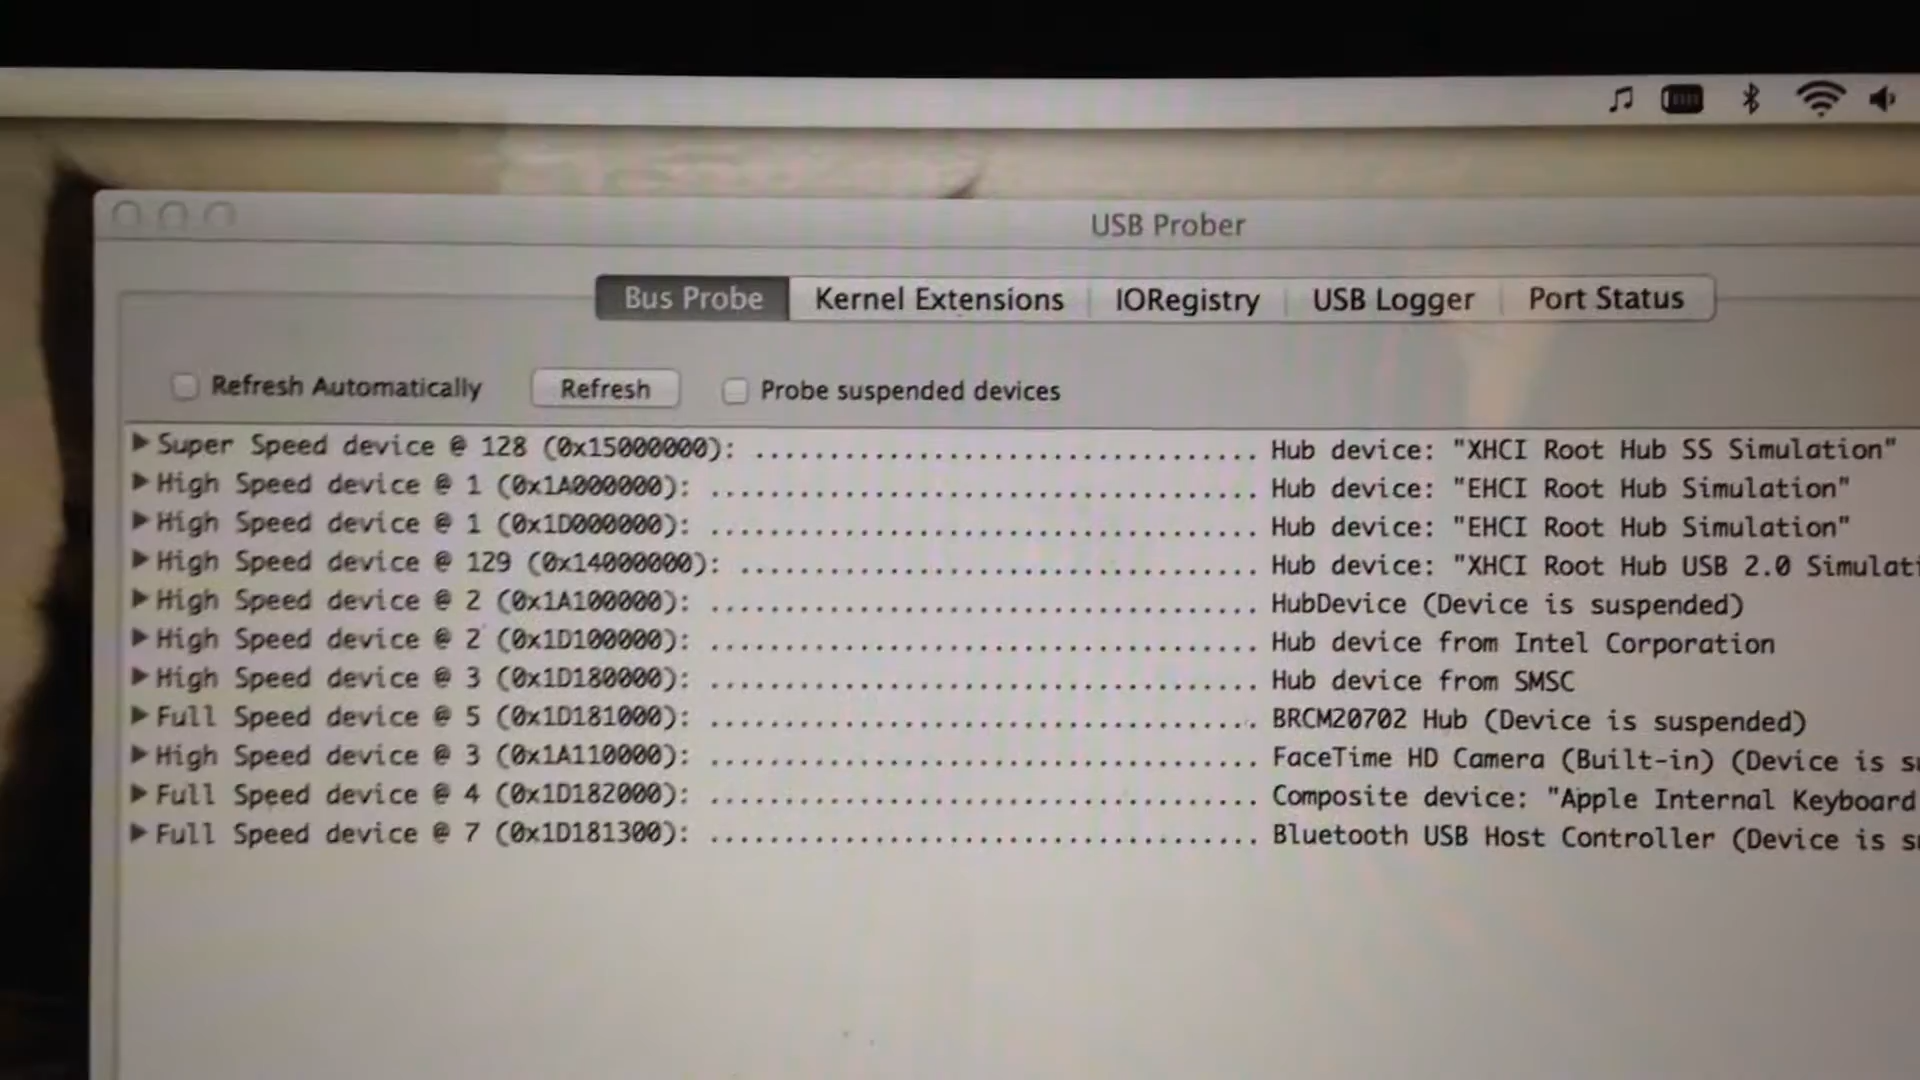 USB Prober
Bus Probe Kernel Extensions IORegistry USB Logger Port Status
Refresh Automatically Refresh Probe suspended devices
Super Speed device @ 128 (0x15000000): .................................. Hub device: "XHCI Root Hub SS Simulation"
High Speed device @ 1 (0x1A000000): ..................................... Hub device: "EHCI Root Hub Simulation"
High Speed device @ 1 (0x1D000000): ..................................... Hub device: "EHCI Root Hub Simulation"
High Speed device @ 129 (0x14000000): ................................... Hub device: "XHCI Root Hub USB 2.0 Simulati
High Speed device @ 2 (0x1A100000): ..................................... HubDevice (Device is suspended)
High Speed device @ 2 (0x1D100000): ..................................... Hub device from Intel Corporation
High Speed device @ 3 (0x1D180000): ..................................... Hub device from SMSC
Full Speed device @ 5 (0x1D181000): ..................................... BRCM20702 Hub (Device is suspended)
High Speed device @ 3 (0x1A110000): ..................................... FaceTime HD Camera (Built-in) (Device is su
Full Speed device @ 4 (0x1D182000): ..................................... Composite device: "Apple Internal Keyboard
Full Speed device @ 7 (0x1D181300): ..................................... Bluetooth USB Host Controller (Device is su